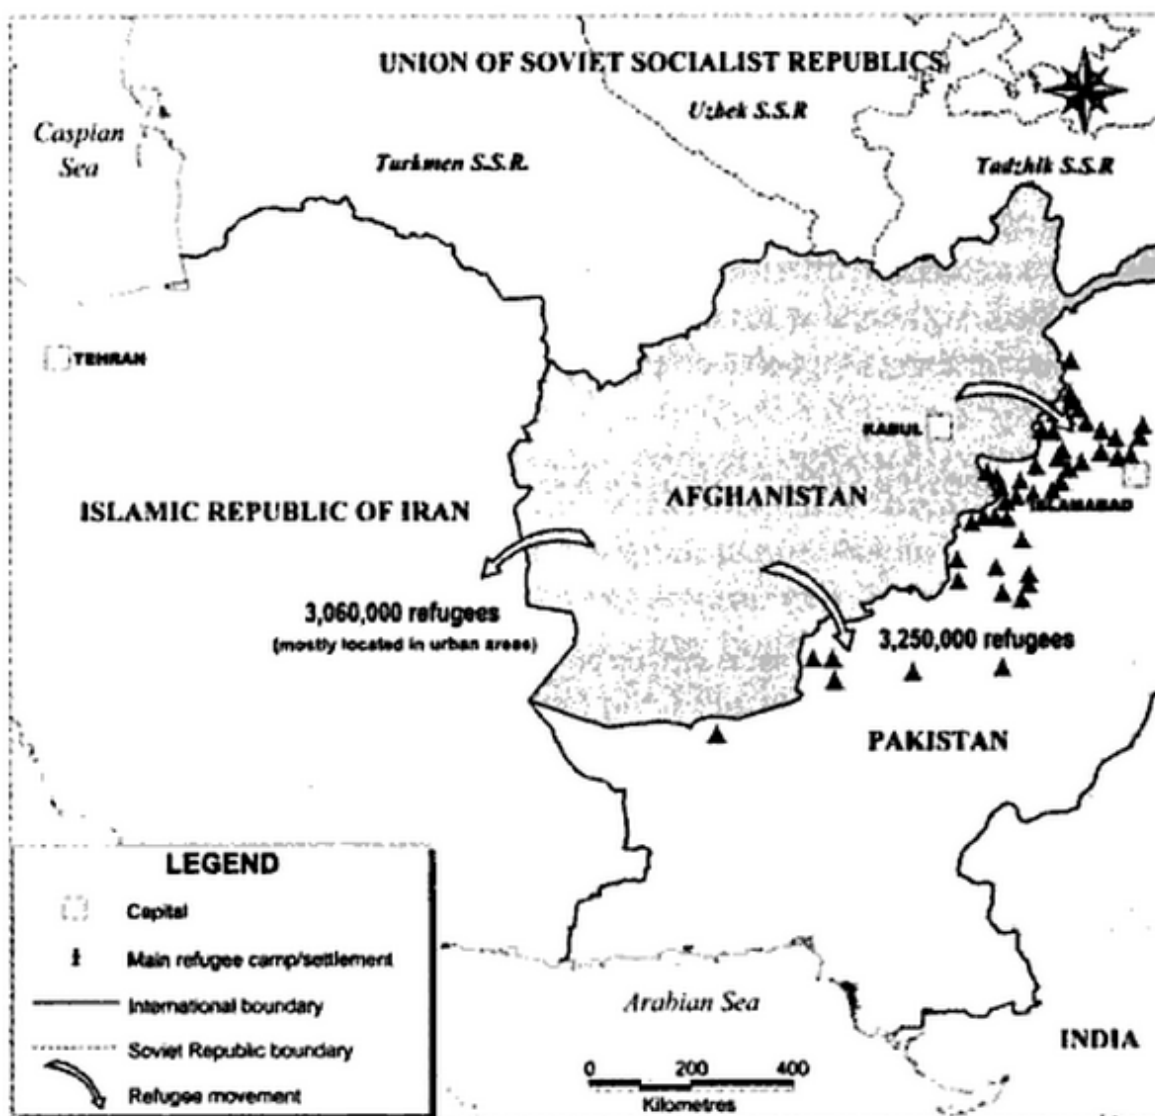 UNION OF SOVIET SOCIALIST REPUBLICS
Uzbek S.S.R
Caspian
Sea
Turkmen S.S.R.
Tadzhik S.S.R
TEHRAN
KABUL
ISLAMIC REPUBLIC OF IRAN
AFGHANISTAN
ISLAMABAD
3,060,000 refugees
(mostly located in urban areas)
3,250,000 refugees
PAKISTAN
LEGEND
Capital
Main refugee camp/settlement
International boundary
Soviet Republic boundary
Refugee movement
Arabian Sea
INDIA
0 200 400
Kilometres